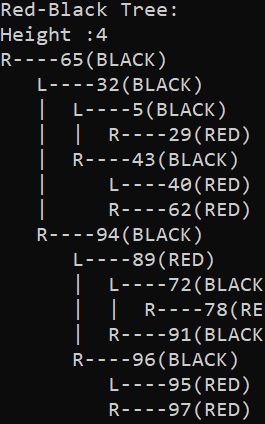 Red-Black Tree:
Height :4
R----65(BLACK)
   L----32(BLACK)
   |  L----5(BLACK)
   |  |  R----29(RED)
   |  R----43(BLACK)
   |     L----40(RED)
   |     R----62(RED)
   R----94(BLACK)
      L----89(RED)
      |  L----72(BLACK
      |  |  R----78(RE
      |  R----91(BLACK
      R----96(BLACK)
         L----95(RED)
         R----97(RED)